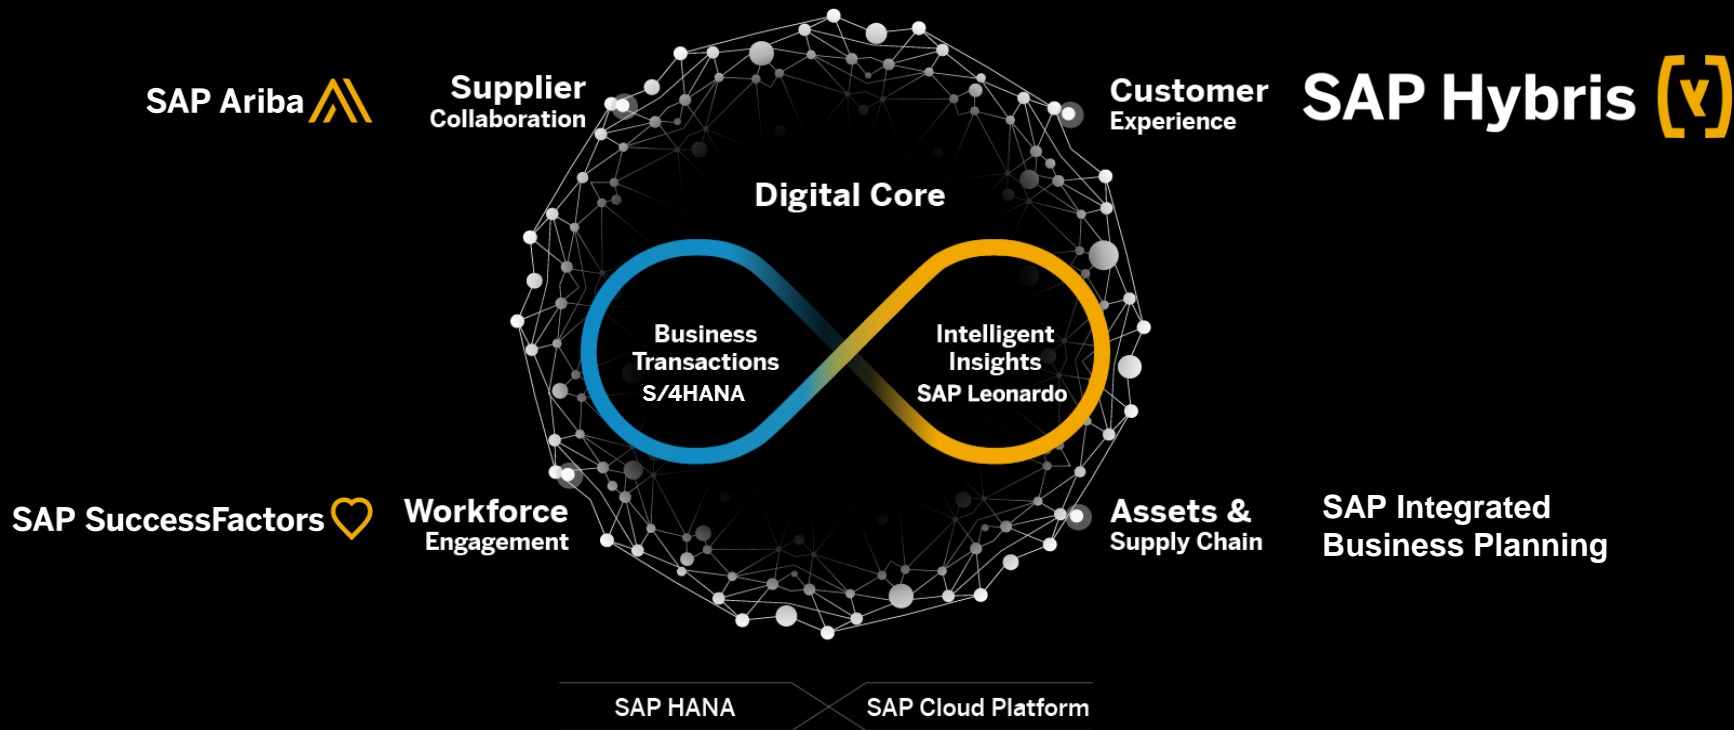 SAP Ariba
Supplier
Collaboration
Customer
Experience
SAP Hybris
Digital Core
Business
Transactions
S/4HANA
Intelligent
Insights
SAP Leonardo
SAP SuccessFactors
Workforce
Engagement
Assets &
Supply Chain
SAP Integrated
Business Planning
SAP HANA
SAP Cloud Platform